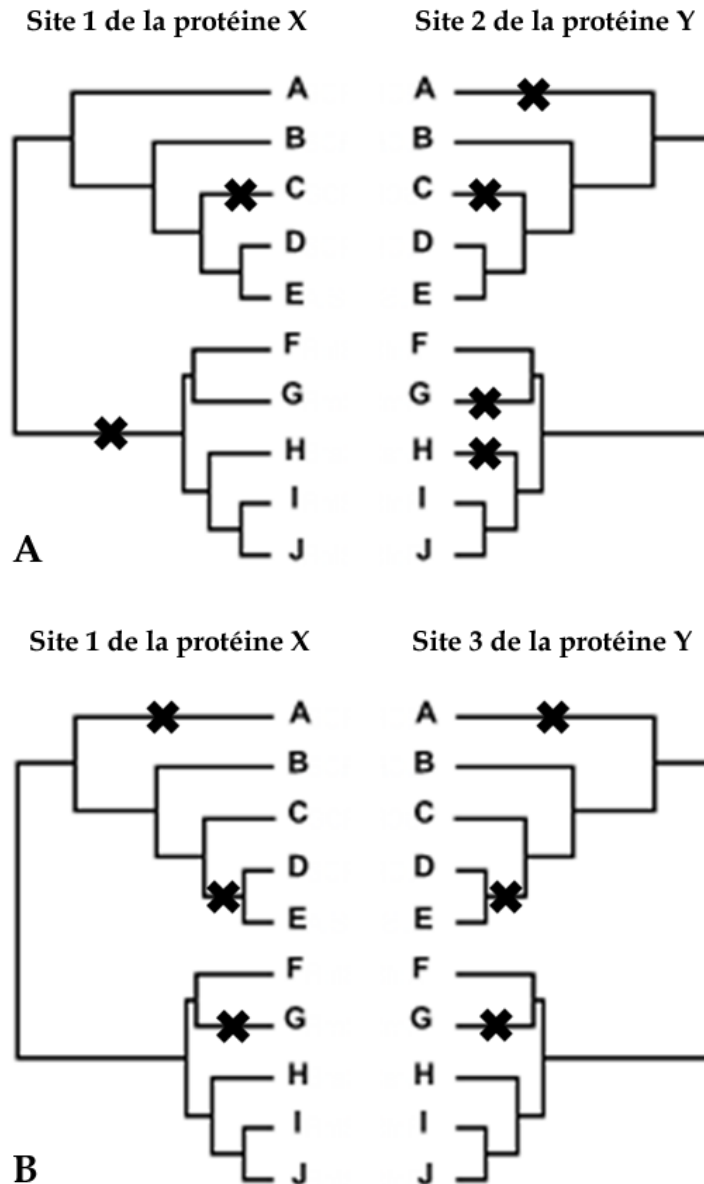 Site 1 de la protéine X Site 2 de la protéine Y
A A
B B
C C
D D
E E
F F
G G
H H
I I
J J
A
Site 1 de la protéine X Site 3 de la protéine Y
A A
B B
C C
D D
E E
F F
G G
H H
I I
J J
B